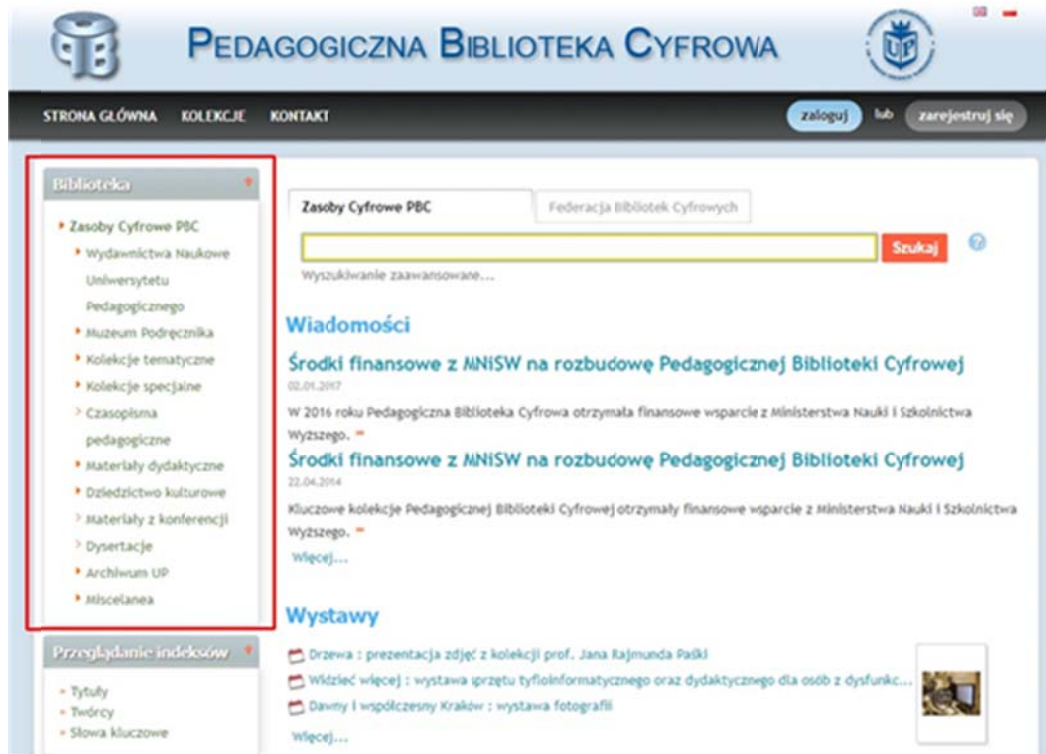 PEDAGOGICZNA BIBLIOTEKA CYFROWA
UP
STRONA GŁÓWNA KOLEKCJE KONTAKT
zaloguj lub zarejestruj się
Biblioteka
Zasoby Cyfrowe PBC
Wydawnictwa Naukowe
Uniwersytetu
Pedagogicznego
Muzeum Podręcznika
Kolekcje tematyczne
Kolekcje specjalne
Czasopisma
pedagogiczne
Materiały dydaktyczne
Dziedzictwo kulturowe
Materiały z konferencji
Dysertacje
Archiwum UP
Miscelanea
Przeglądanie indeksów
Tytuły
Twórcy
Słowa kluczowe
Zasoby Cyfrowe PBC Federacja Bibliotek Cyfrowych
Szukaj
Wyszukiwanie zaawansowane...
Wiadomości
Środki finansowe z MNiSW na rozbudowę Pedagogicznej Biblioteki Cyfrowej
02.01.2017
W 2016 roku Pedagogiczna Biblioteka Cyfrowa otrzymała finansowe wsparcie z Ministerstwa Nauki i Szkolnictwa
Wyższego.
Środki finansowe z MNiSW na rozbudowę Pedagogicznej Biblioteki Cyfrowej
22.04.2014
Kluczowe kolekcje Pedagogicznej Biblioteki Cyfrowej otrzymały finansowe wsparcie z Ministerstwa Nauki i Szkolnictwa
Wyższego.
Więcej...
Wystawy
Drzewa : prezentacja zdjęć z kolekcji prof. Jana Rajmunda Paśki
Widzieć więcej : wystawa sprzętu tyfloinformatycznego oraz dydaktycznego dla osób z dysfunkc...
Dawny i współczesny Kraków : wystawa fotografii
Więcej...